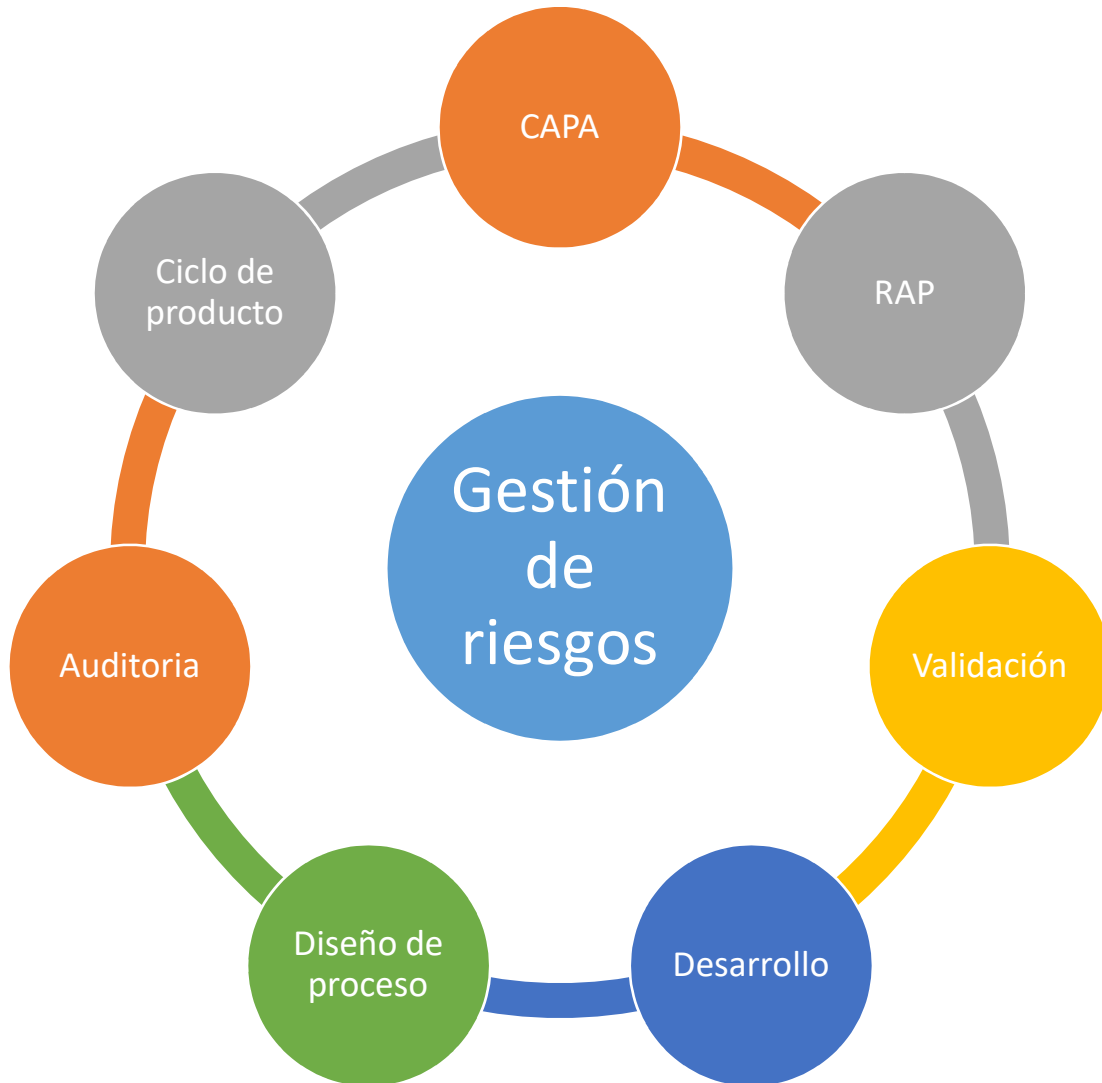 CAPA
RAP
Ciclo de
producto
Gestión
de
riesgos
Auditoria
Validación
Diseño de
proceso
Desarrollo